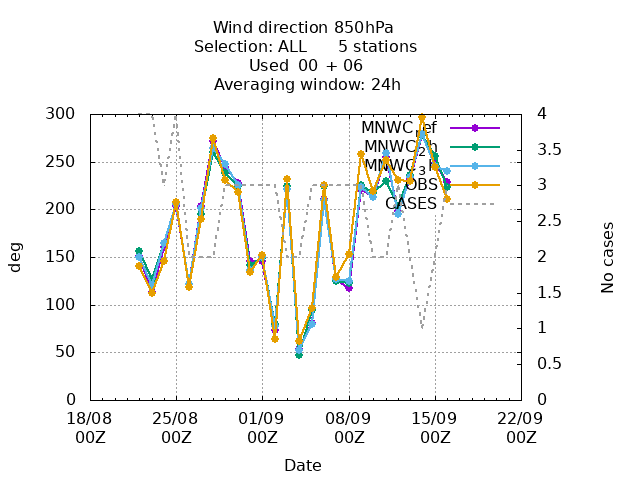 Wind direction 850hPa
Selection: ALL 5 stations
Used 00 + 06
Averaging window: 24h
300
250
200
150
100
50
0
deg
4
3.5
3
2.5
2
1.5
1
0.5
0
No cases
MNWCref
MNWC2h
MNWC3h
OBS
CASES
18/08 25/08 01/09 08/09 15/09 22/09
00Z 00Z 00Z 00Z 00Z 00Z
Date